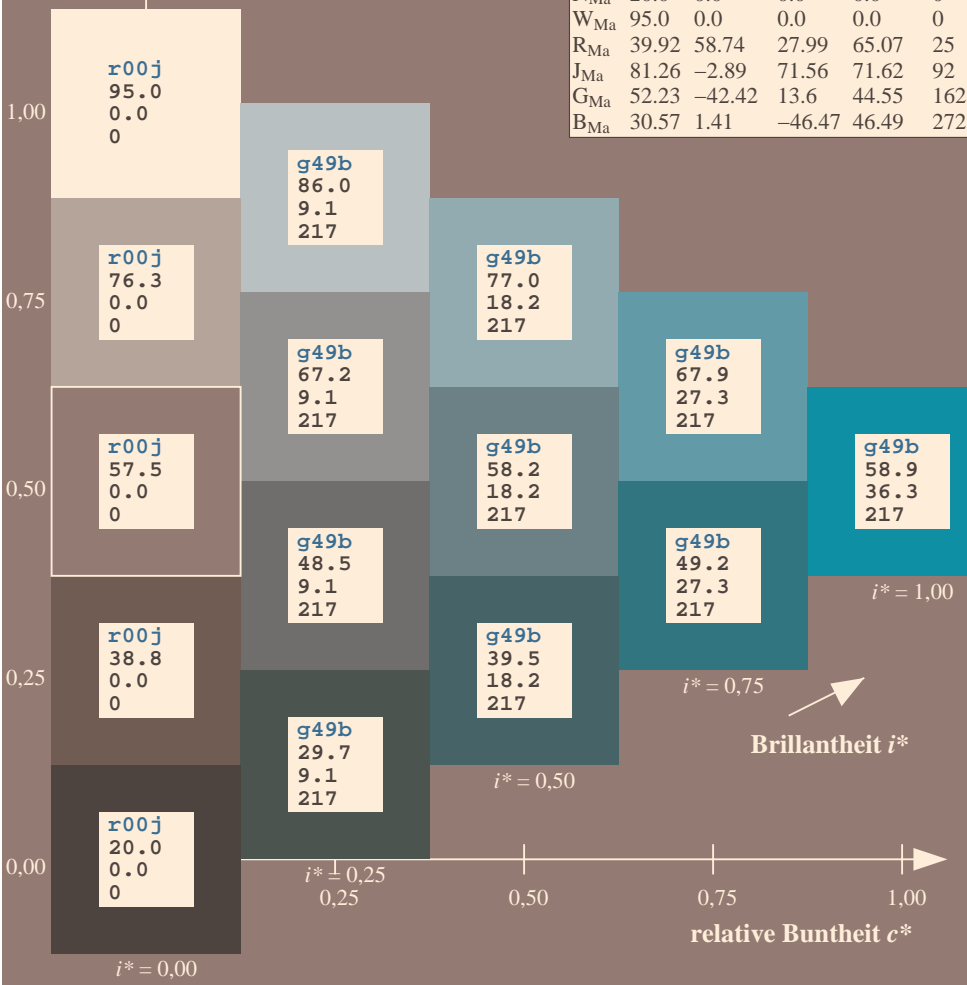 W_Ma 95.0 0.0 0.0 0.0 0
R_Ma 39.92 58.74 27.99 65.07 25
J_Ma 81.26 –2.89 71.56 71.62 92
G_Ma 52.23 –42.42 13.6 44.55 162
B_Ma 30.57 1.41 –46.47 46.49 272
1,00
r00j
95.0
0.0
0
g49b
86.0
9.1
217
0,75
r00j
76.3
0.0
0
g49b
77.0
18.2
217
g49b
67.2
9.1
217
g49b
67.9
27.3
217
0,50
r00j
57.5
0.0
0
g49b
58.2
18.2
217
g49b
58.9
36.3
217
i* = 1,00
g49b
48.5
9.1
217
g49b
49.2
27.3
217
i* = 0,75
0,25
r00j
38.8
0.0
0
g49b
39.5
18.2
217
i* = 0,50
Brillantheit i*
g49b
29.7
9.1
217
i* = 0,25
0,00
r00j
20.0
0.0
0
i* = 0,00
0,25 0,50 0,75 1,00
relative Buntheit c*